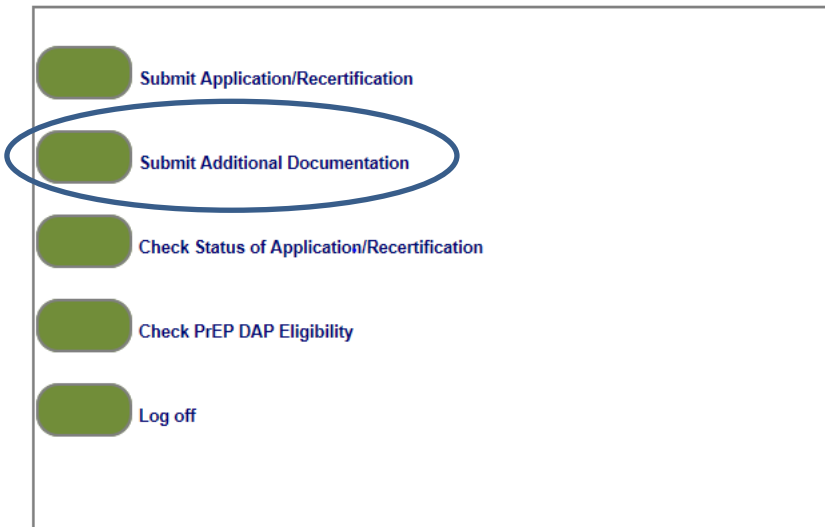 Submit Application/Recertification
Submit Additional Documentation
Check Status of Application/Recertification
Check PrEP DAP Eligibility
Log off